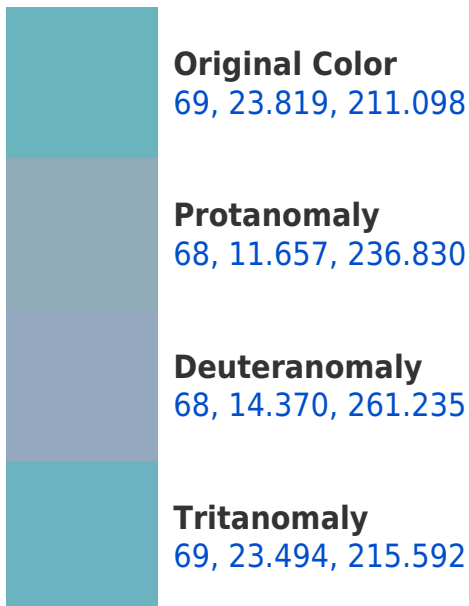 Original Color
69, 23.819, 211.098
Protanomaly
68, 11.657, 236.830
Deuteranomaly
68, 14.370, 261.235
Tritanomaly
69, 23.494, 215.592